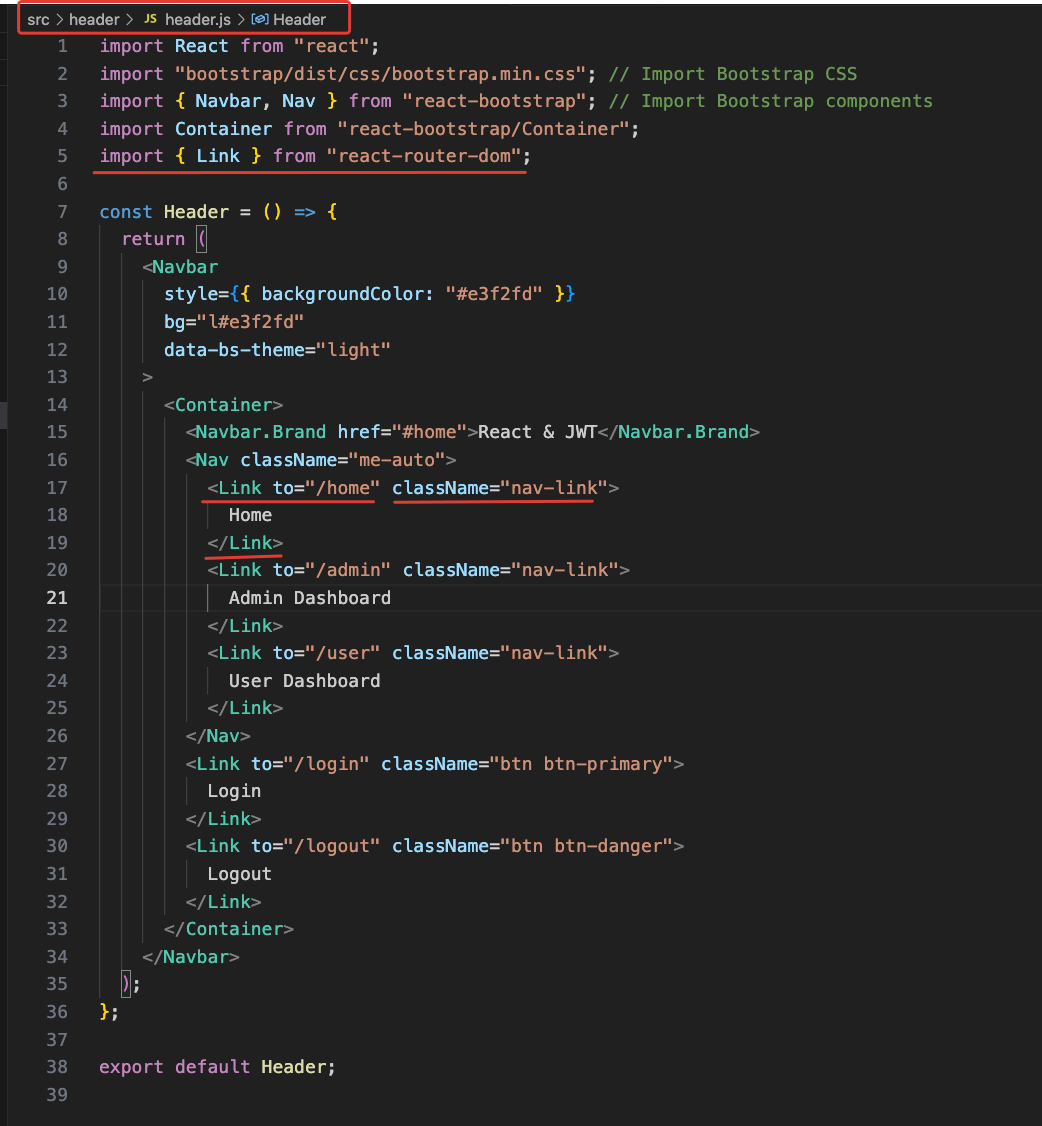 src > header > JS header.js > Header
1 import React from "react";
2 import "bootstrap/dist/css/bootstrap.min.css"; // Import Bootstrap CSS
3 import { Navbar, Nav } from "react-bootstrap"; // Import Bootstrap components
4 import Container from "react-bootstrap/Container";
5 import { Link } from "react-router-dom";
6
7 const Header = () => {
8   return (
9     <Navbar
10       style={{ backgroundColor: "#e3f2fd" }}
11       bg="l#e3f2fd"
12       data-bs-theme="light"
13     >
14       <Container>
15         <Navbar.Brand href="#home">React & JWT</Navbar.Brand>
16         <Nav className="me-auto">
17           <Link to="/home" className="nav-link">
18             Home
19           </Link>
20           <Link to="/admin" className="nav-link">
21             Admin Dashboard
22           </Link>
23           <Link to="/user" className="nav-link">
24             User Dashboard
25           </Link>
26         </Nav>
27         <Link to="/login" className="btn btn-primary">
28           Login
29         </Link>
30         <Link to="/logout" className="btn btn-danger">
31           Logout
32         </Link>
33       </Container>
34     </Navbar>
35   );
36 };
37
38 export default Header;
39